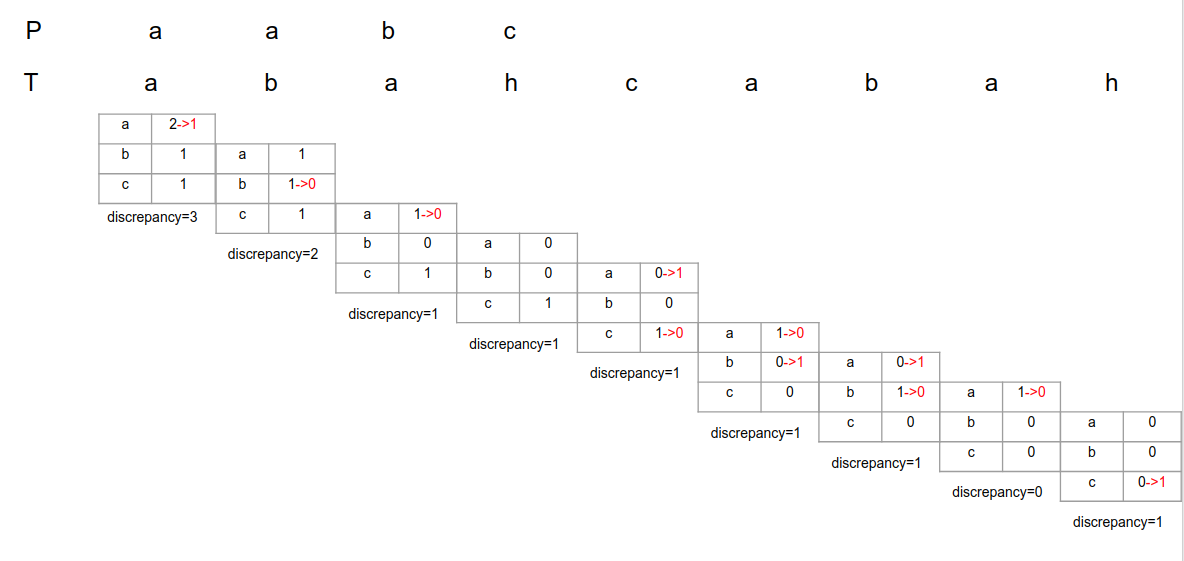 P a a b c
T a b a h c a b a h
a 2->1
b 1 a 1
c 1 b 1->0
discrepancy=3 c 1 a 1->0
discrepancy=2 b 0 a 0
c 1 b 0 a 0->1
discrepancy=1 c 1 b 0
discrepancy=1 c 1->0 a 1->0
discrepancy=1 b 0->1 a 0->1
c 0 b 1->0 a 1->0
discrepancy=1 c 0 b 0 a 0
discrepancy=1 c 0 b 0
discrepancy=0 c 0->1
discrepancy=1